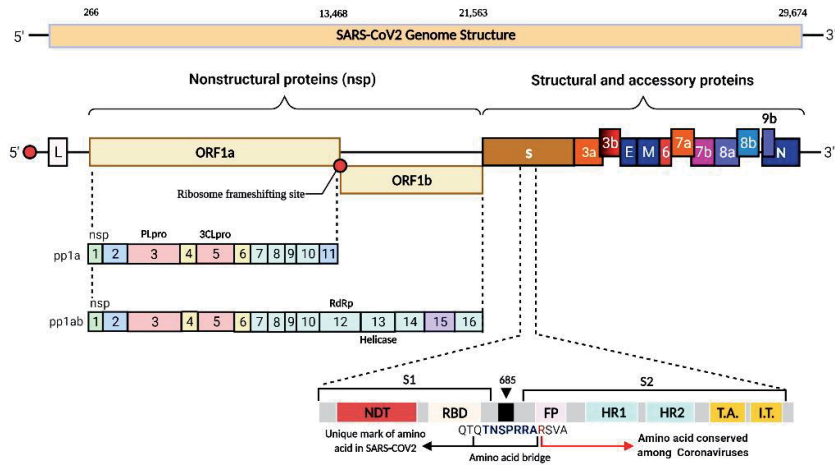 266 13,468 21,563 29,674
5' SARS-CoV2 Genome Structure 3'
Nonstructural proteins (nsp) Structural and accessory proteins
9b
5' L ORF1a S 3a 3b E M 6 7a 7b 8a 8b N 3'
Ribosome frameshifting site ORF1b
nsp PLpro 3CLpro
pp1a 1 2 3 4 5 6 7 8 9 10 11
nsp RdRp
pp1ab 1 2 3 4 5 6 7 8 9 10 12 13 14 15 16
Helicase
S1 685 S2
NDT RBD FP HR1 HR2 T.A. I.T.
QTQTNSPRRARSVA
Unique mark of amino
acid in SARS-COV2
Amino acid bridge
Amino acid conserved
among Coronaviruses